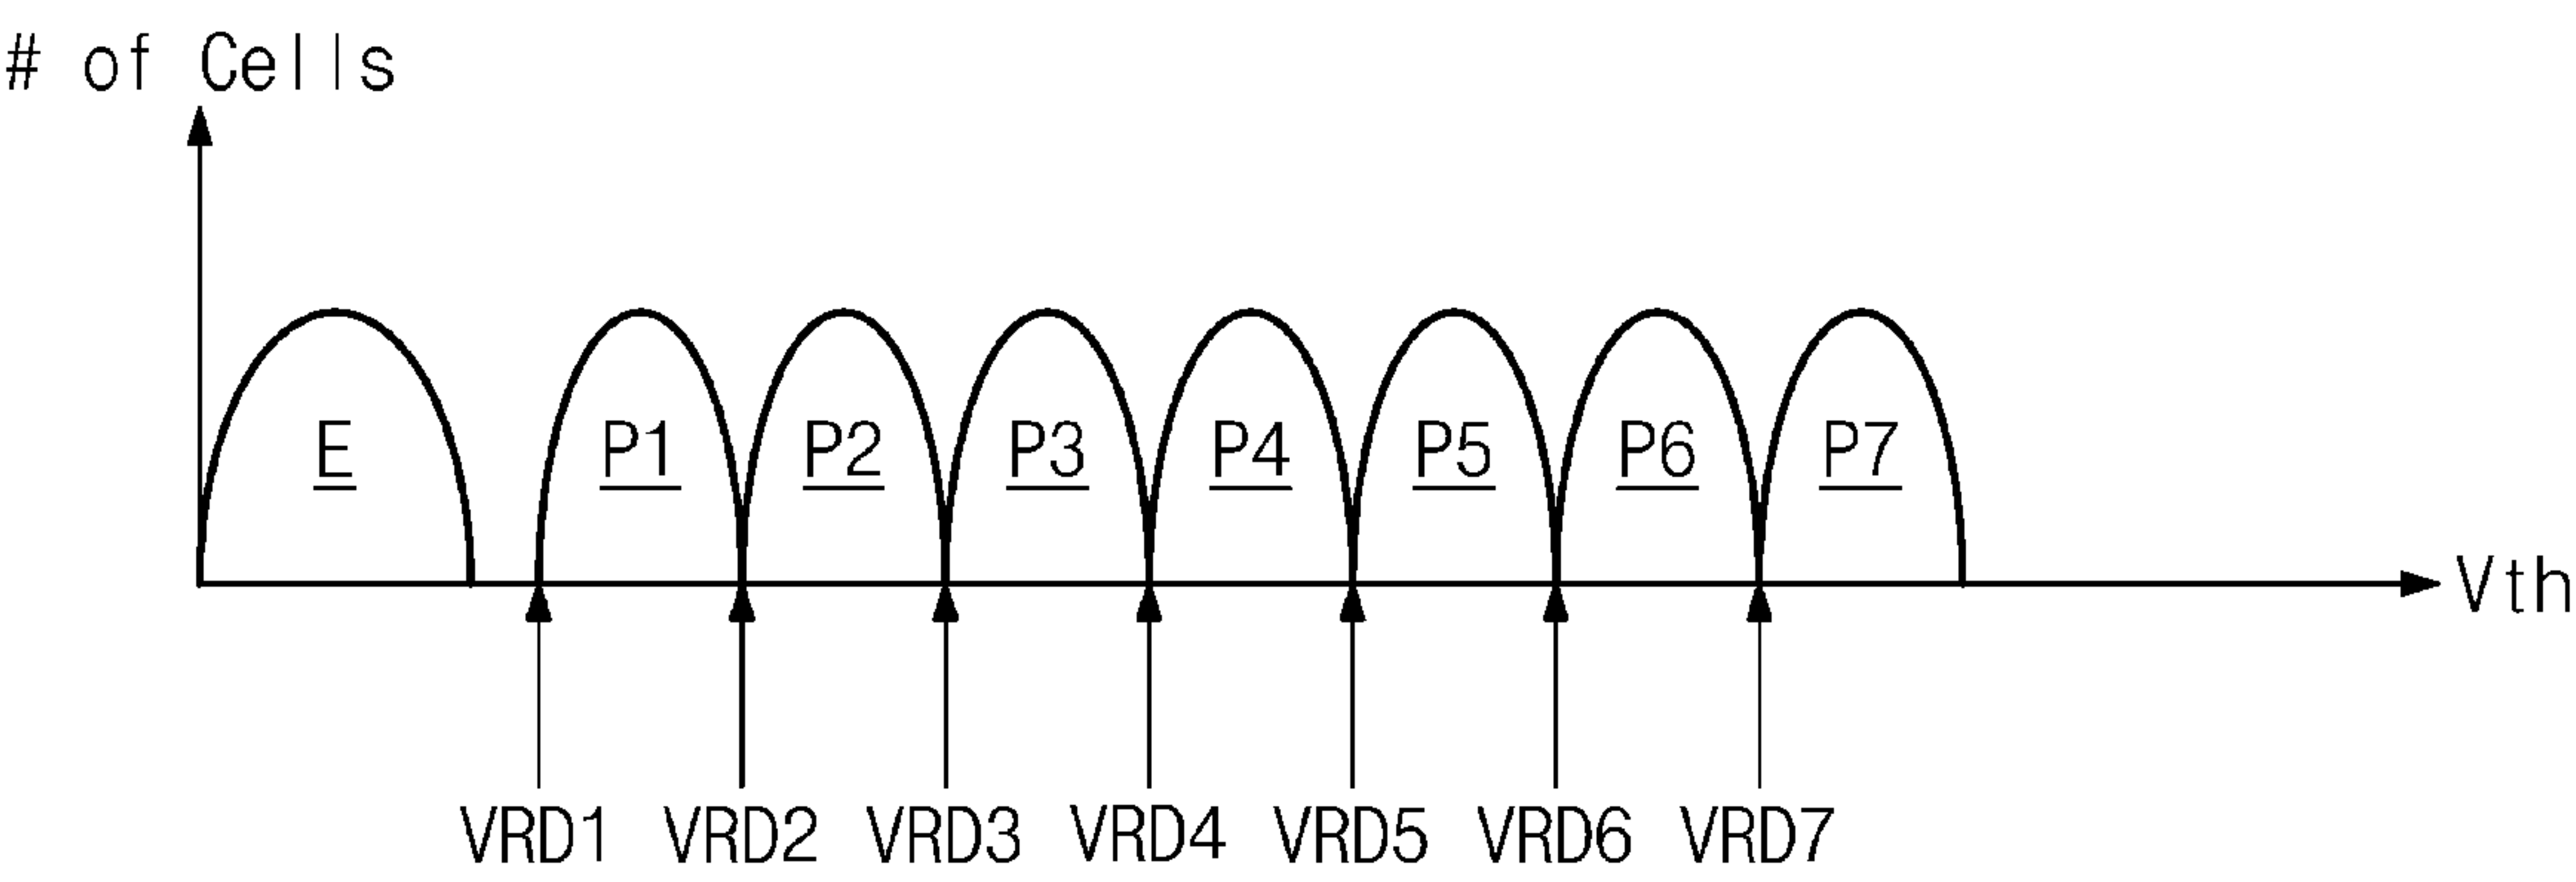 # of Cells
E P1 P2 P3 P4 P5 P6 P7
Vth
VRD1 VRD2 VRD3 VRD4 VRD5 VRD6 VRD7